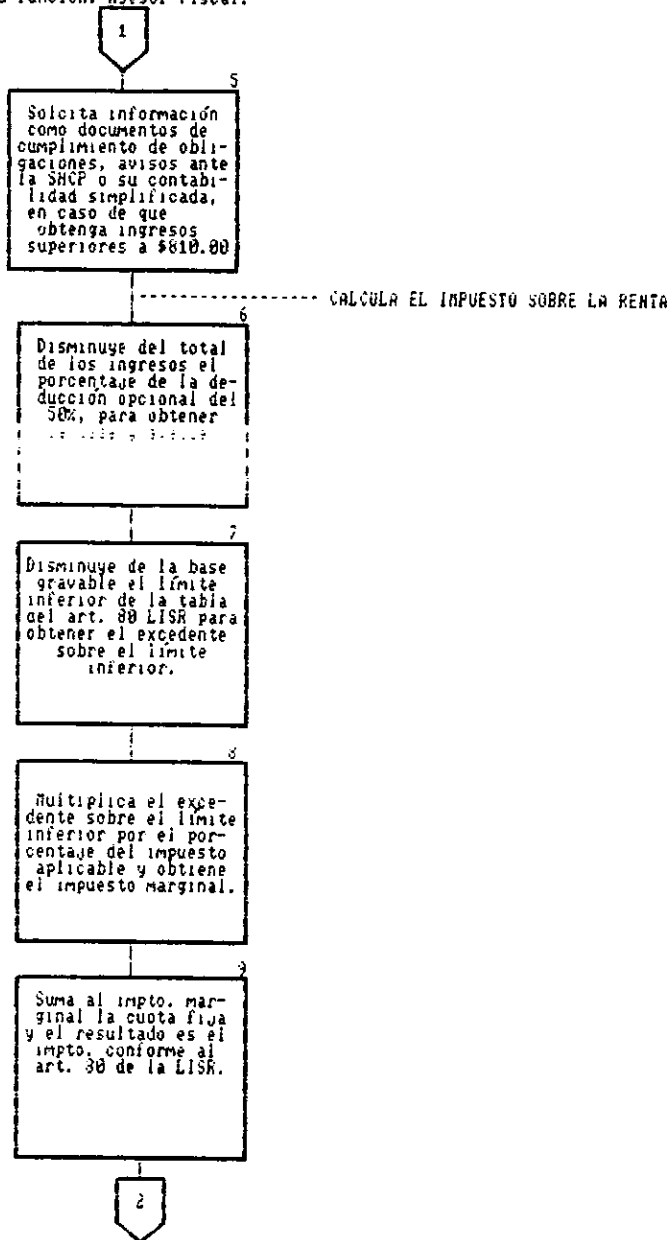 función. Asesor Fiscal.
1
5
Solcita información
como documentos de
cumplimiento de obli-
gaciones, avisos ante
la SHCP o su contabi-
lidad simplificada,
en caso de que
obtenga ingresos
superiores a $810.00
CALCULA EL IMPUESTO SOBRE LA RENTA
6
Disminuye del total
de los ingresos el
porcentaje de la de-
ducción opcional del
50%, para obtener
7
Disminuye de la base
gravable el límite
inferior de la tabla
del art. 80 LISR para
obtener el excedente
sobre el límite
inferior.
8
Multiplica el exce-
dente sobre el límite
inferior por el por-
centaje del impuesto
aplicable y obtiene
el impuesto marginal.
9
Suma al impto. mar-
ginal la cuota fija
y el resultado es el
impto. conforme al
art. 80 de la LISR.
2